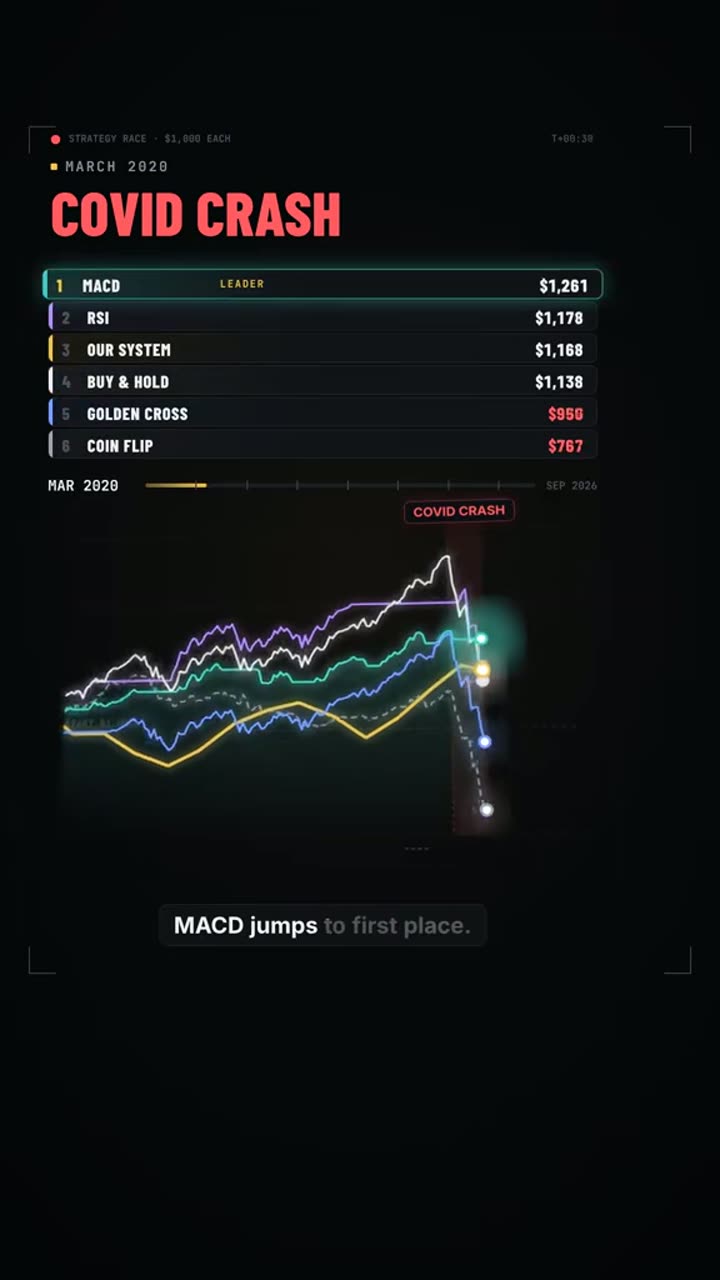 STRATEGY RACE · $1,000 EACH
T+00:30
MARCH 2020
COVID CRASH
1 MACD LEADER $1,261
2 RSI $1,178
3 OUR SYSTEM $1,168
4 BUY & HOLD $1,138
5 GOLDEN CROSS $950
6 COIN FLIP $767
MAR 2020
SEP 2026
COVID CRASH
MACD jumps to first place.